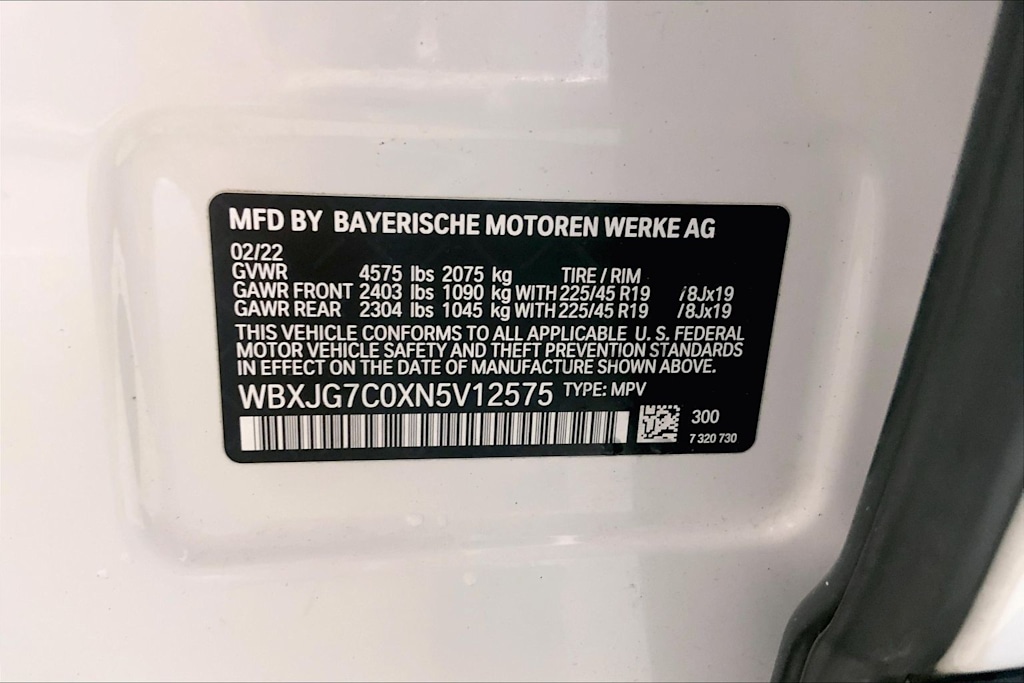 MFD BY BAYERISCHE MOTOREN WERKE AG
02/22
GVWR 4575 lbs 2075 kg TIRE / RIM
GAWR FRONT 2403 lbs 1090 kg WITH 225/45 R19 /8Jx19
GAWR REAR 2304 lbs 1045 kg WITH 225/45 R19 /8Jx19
THIS VEHICLE CONFORMS TO ALL APPLICABLE U. S. FEDERAL
MOTOR VEHICLE SAFETY AND THEFT PREVENTION STANDARDS
IN EFFECT ON THE DATE OF MANUFACTURE SHOWN ABOVE.
WBXJG7C0XN5V12575 TYPE: MPV
300
7 320 730